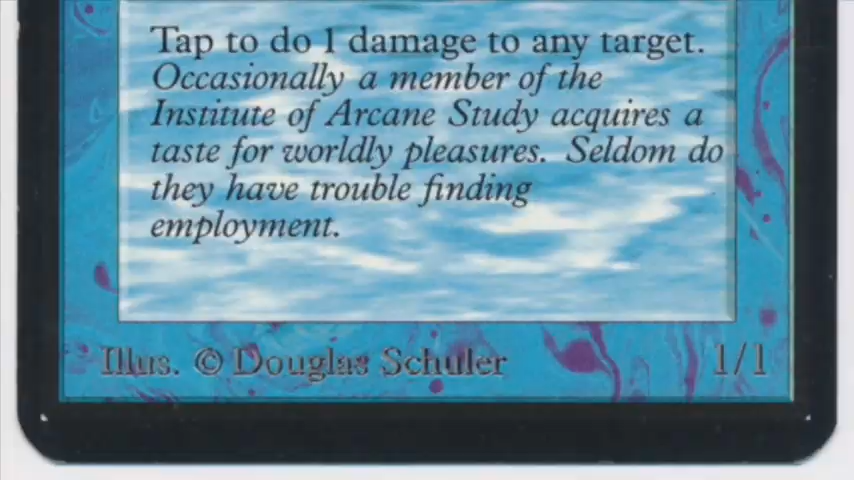 Tap to do 1 damage to any target.
Occasionally a member of the
Institute of Arcane Study acquires a
taste for worldly pleasures. Seldom do
they have trouble finding
employment.
Illus. © Douglas Schuler
1/1